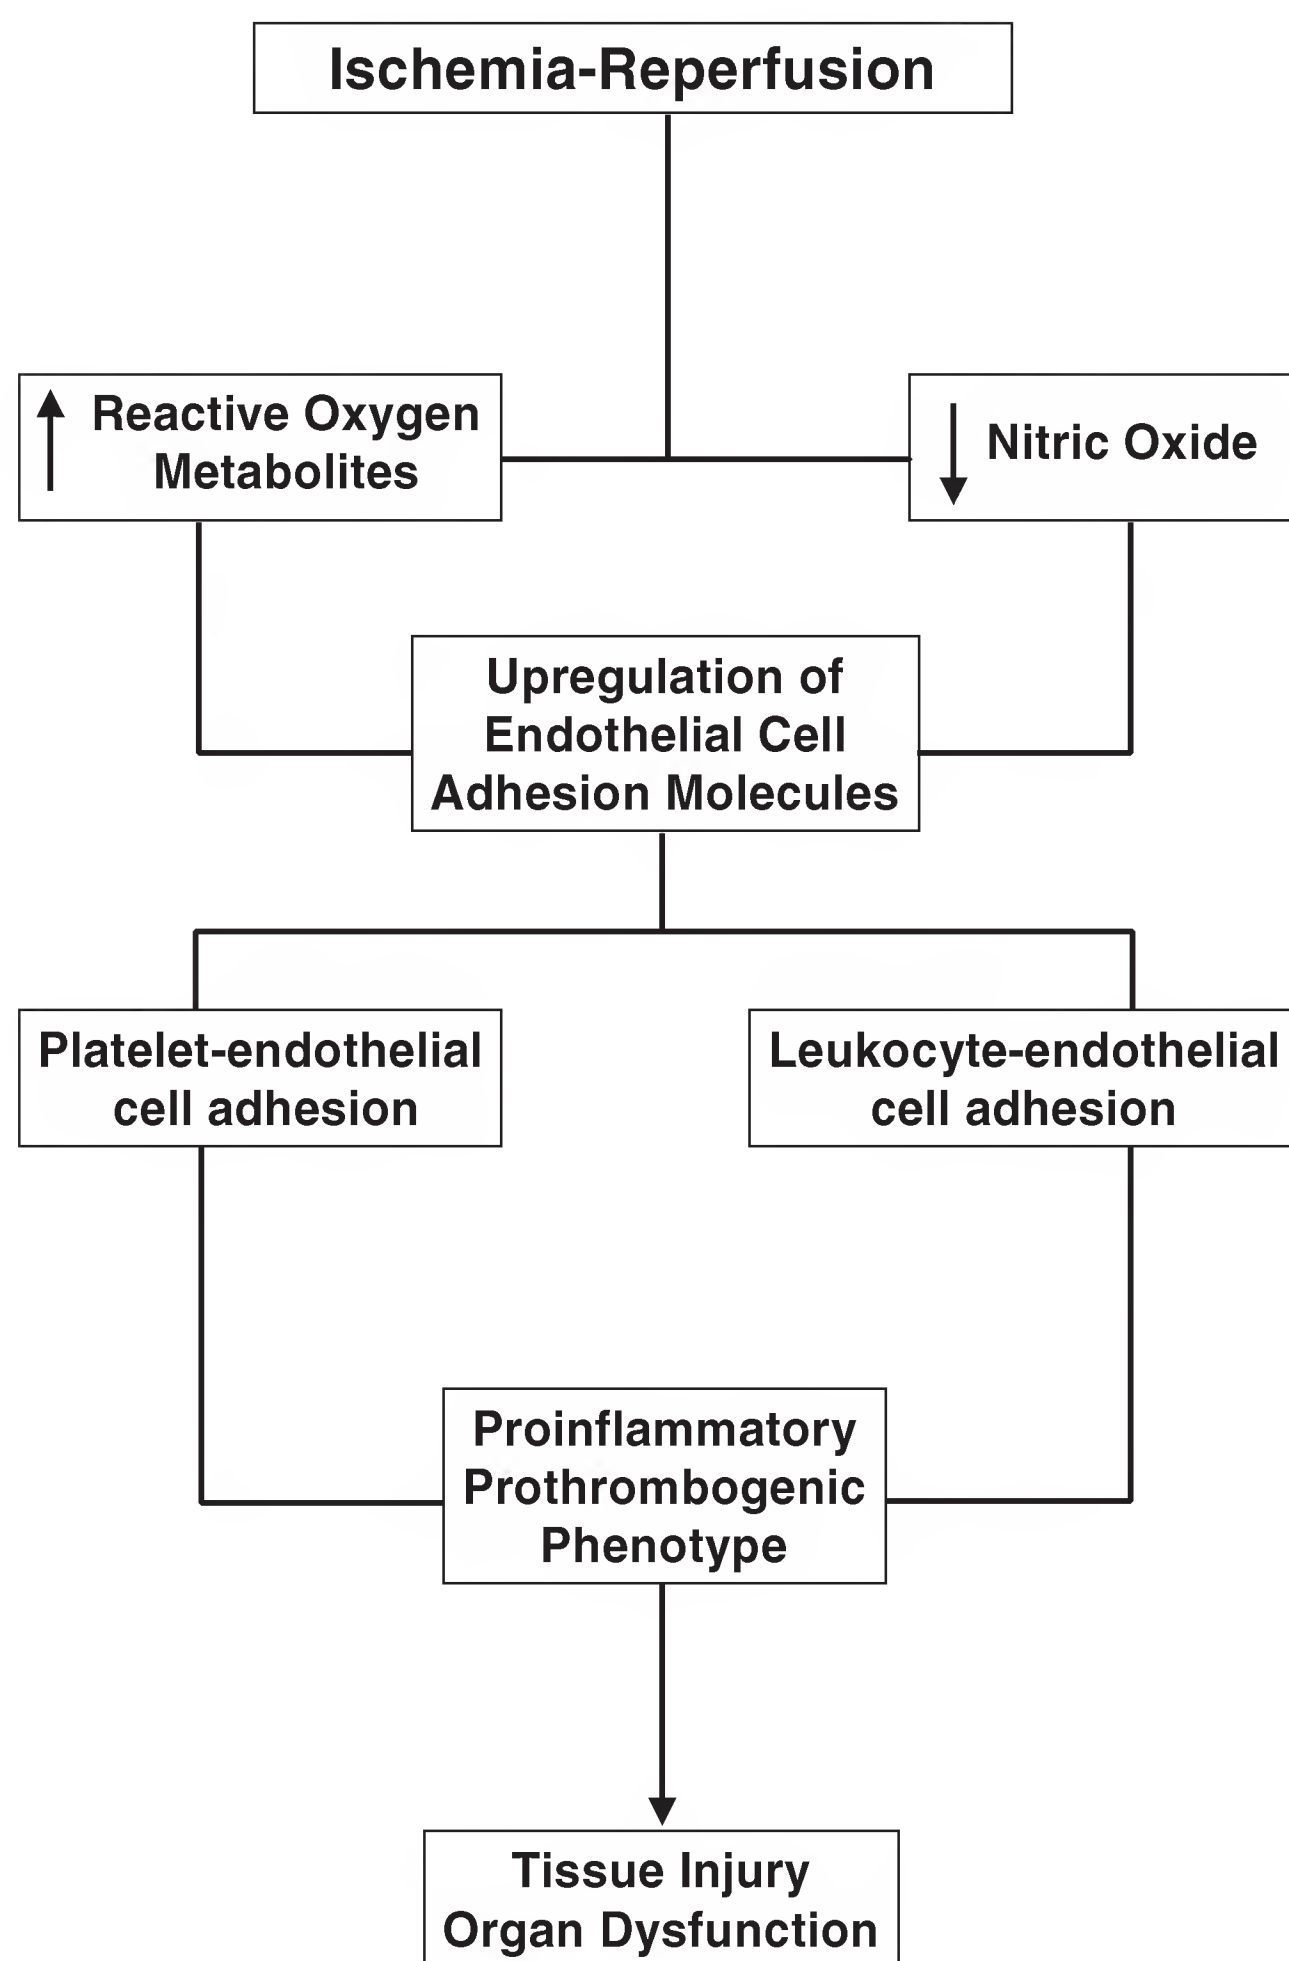 Ischemia-Reperfusion
Reactive Oxygen
Metabolites
Nitric Oxide
Upregulation of
Endothelial Cell
Adhesion Molecules
Platelet-endothelial
cell adhesion
Leukocyte-endothelial
cell adhesion
Proinflammatory
Prothrombogenic
Phenotype
Tissue Injury
Organ Dysfunction